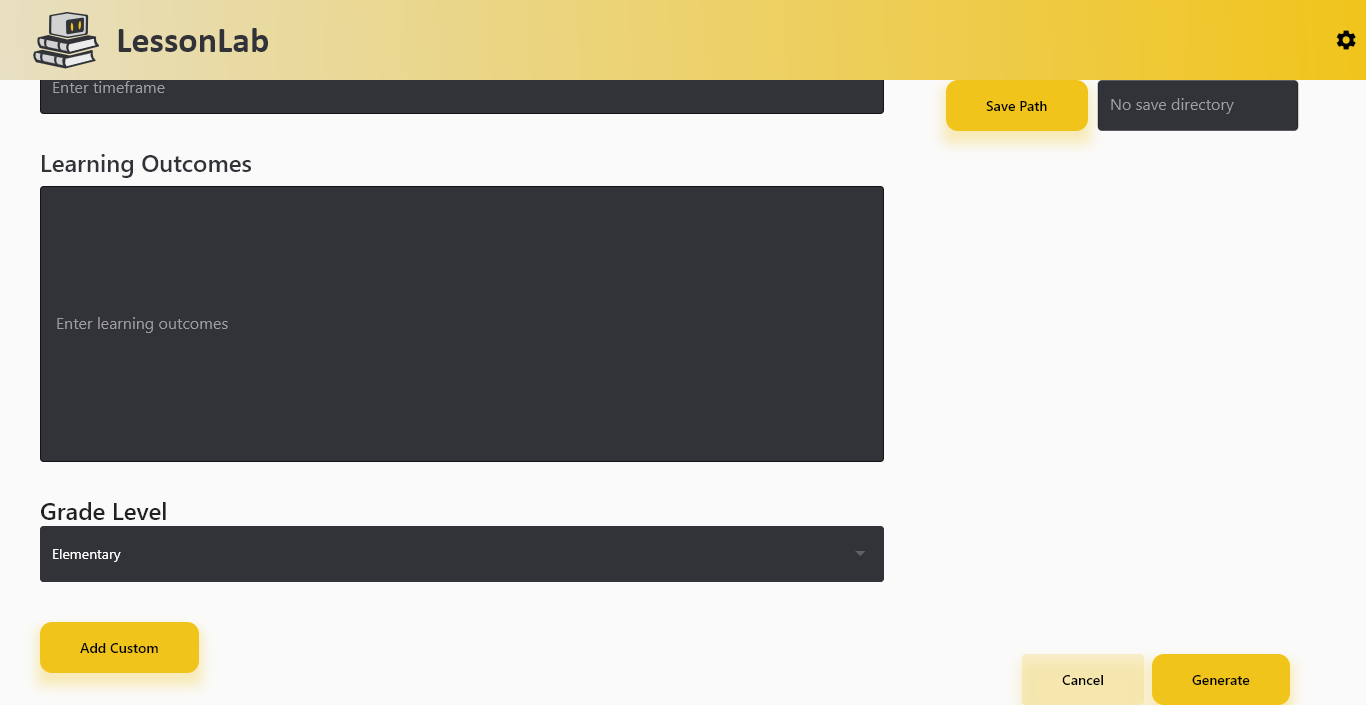 LessonLab
Enter timeframe
Save Path
No save directory
Learning Outcomes
Enter learning outcomes
Grade Level
Elementary
Add Custom
Cancel
Generate